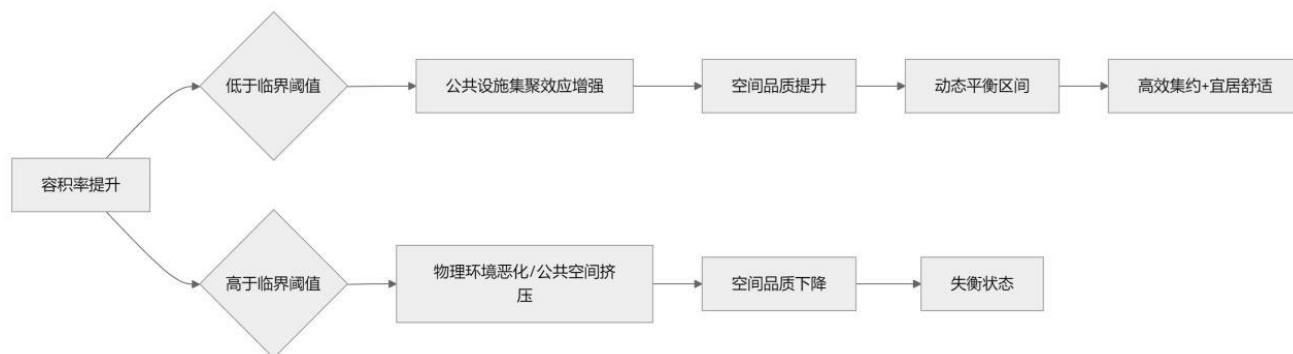 低于临界阈值
公共设施集聚效应增强
空间品质提升
动态平衡区间
高效集约+宜居舒适
容积率提升
高于临界阈值
物理环境恶化/公共空间挤
压
空间品质下降
失衡状态